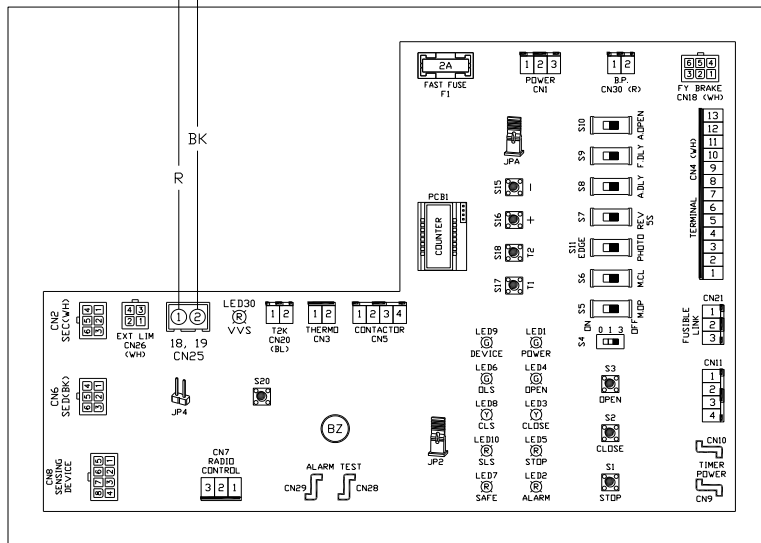 BK
R
2A
FAST FUSE
F1
1 2 3
POWER
CN1
1 2
B.P.
CN30 (R)
6 5 4
3 2 1
FY BRAKE
CN18 (WH)
JPA
S10
A.OPEN
S9
F.DLY
S8
A.DLY
S7
REV
5S
S11
EDGE
PHOTO
S6
M.CL
S5
M.OP
ON
0 1 3
OFF
S4
S15
-
S16
+
S18
T2
S17
T1
PCB1
COUNTER
TERMINAL CN4 (WH)
13
12
11
10
9
8
7
6
5
4
3
2
1
CN21
FUSIBLE
LINK
1
2
3
CN11
1
2
3
4
CN10
TIMER
POWER
CN9
CN2
SEC(WH)
4 1
5 2
6 3
4 3
2 1
EXT LIM
CN26
(WH)
1 2
18, 19
CN25
LED30
R
VVS
1 2
T2K
CN20
(BL)
1 2
THERMO
CN3
1 2 3 4
CONTACTOR
CN5
CN6
SED(BK)
4 1
5 2
6 3
JP4
S20
BZ
CN8
SENSING
DEVICE
5 1
6 2
7 3
8 4
CN7
RADIO
CONTROL
3 2 1
ALARM TEST
CN29
CN28
JP2
LED9
G
DEVICE
LED1
G
POWER
LED6
G
OLS
LED4
G
OPEN
LED8
Y
CLS
LED3
Y
CLOSE
LED10
R
SLS
LED5
R
STOP
LED7
R
SAFE
LED2
R
ALARM
S3
OPEN
S2
CLOSE
S1
STOP